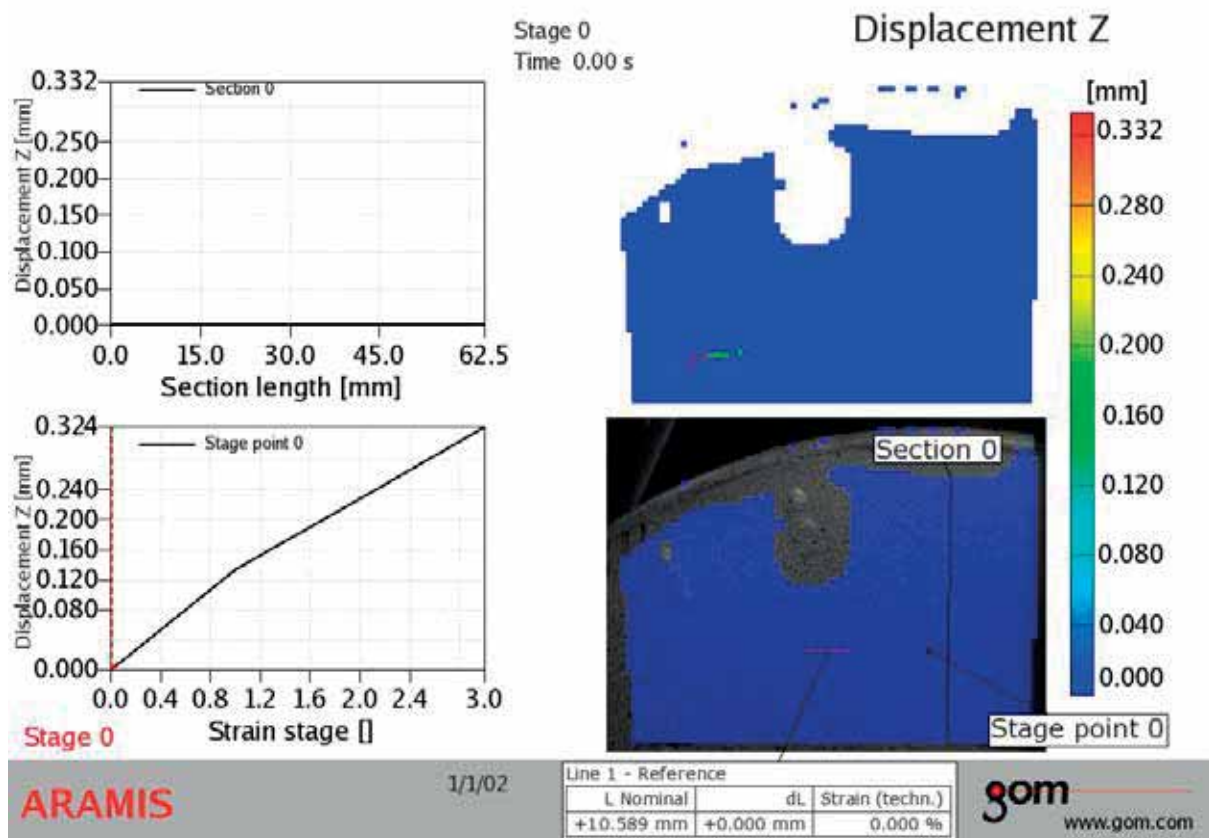 Stage 0
Time 0.00 s
Displacement Z
0.332
0.250
0.200
0.150
0.100
0.050
0.000
Displacement Z [mm]
Section 0
0.0 15.0 30.0 45.0 62.5
Section length [mm]
[mm]
0.332
0.280
0.240
0.200
0.160
0.120
0.080
0.040
0.000
0.324
0.240
0.200
0.160
0.120
0.080
0.000
Displacement Z [mm]
Stage point 0
0.0 0.4 0.8 1.2 1.6 2.0 2.4 3.0
Strain stage []
Stage 0
Section 0
Stage point 0
ARAMIS
1/1/02
Line 1 - Reference
L Nominal dL Strain (techn.)
+10.589 mm +0.000 mm 0.000 %
gom
www.gom.com